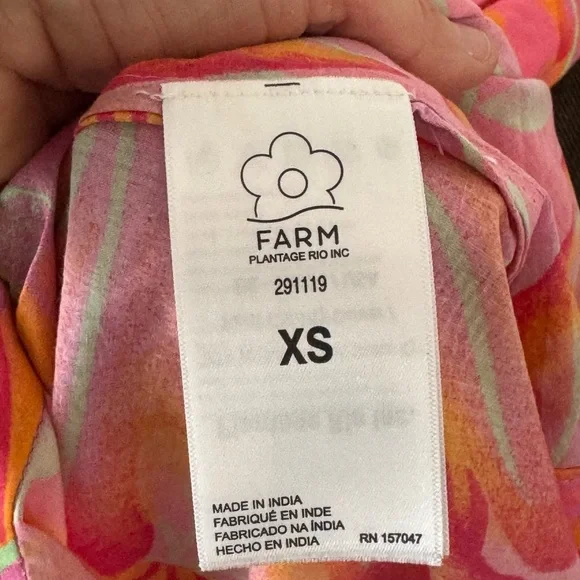 FARM
PLANTAGE RIO INC
291119
XS
MADE IN INDIA
FABRIQUÉ EN INDE
FABRICADO NA ÍNDIA
HECHO EN INDIA
RN 157047